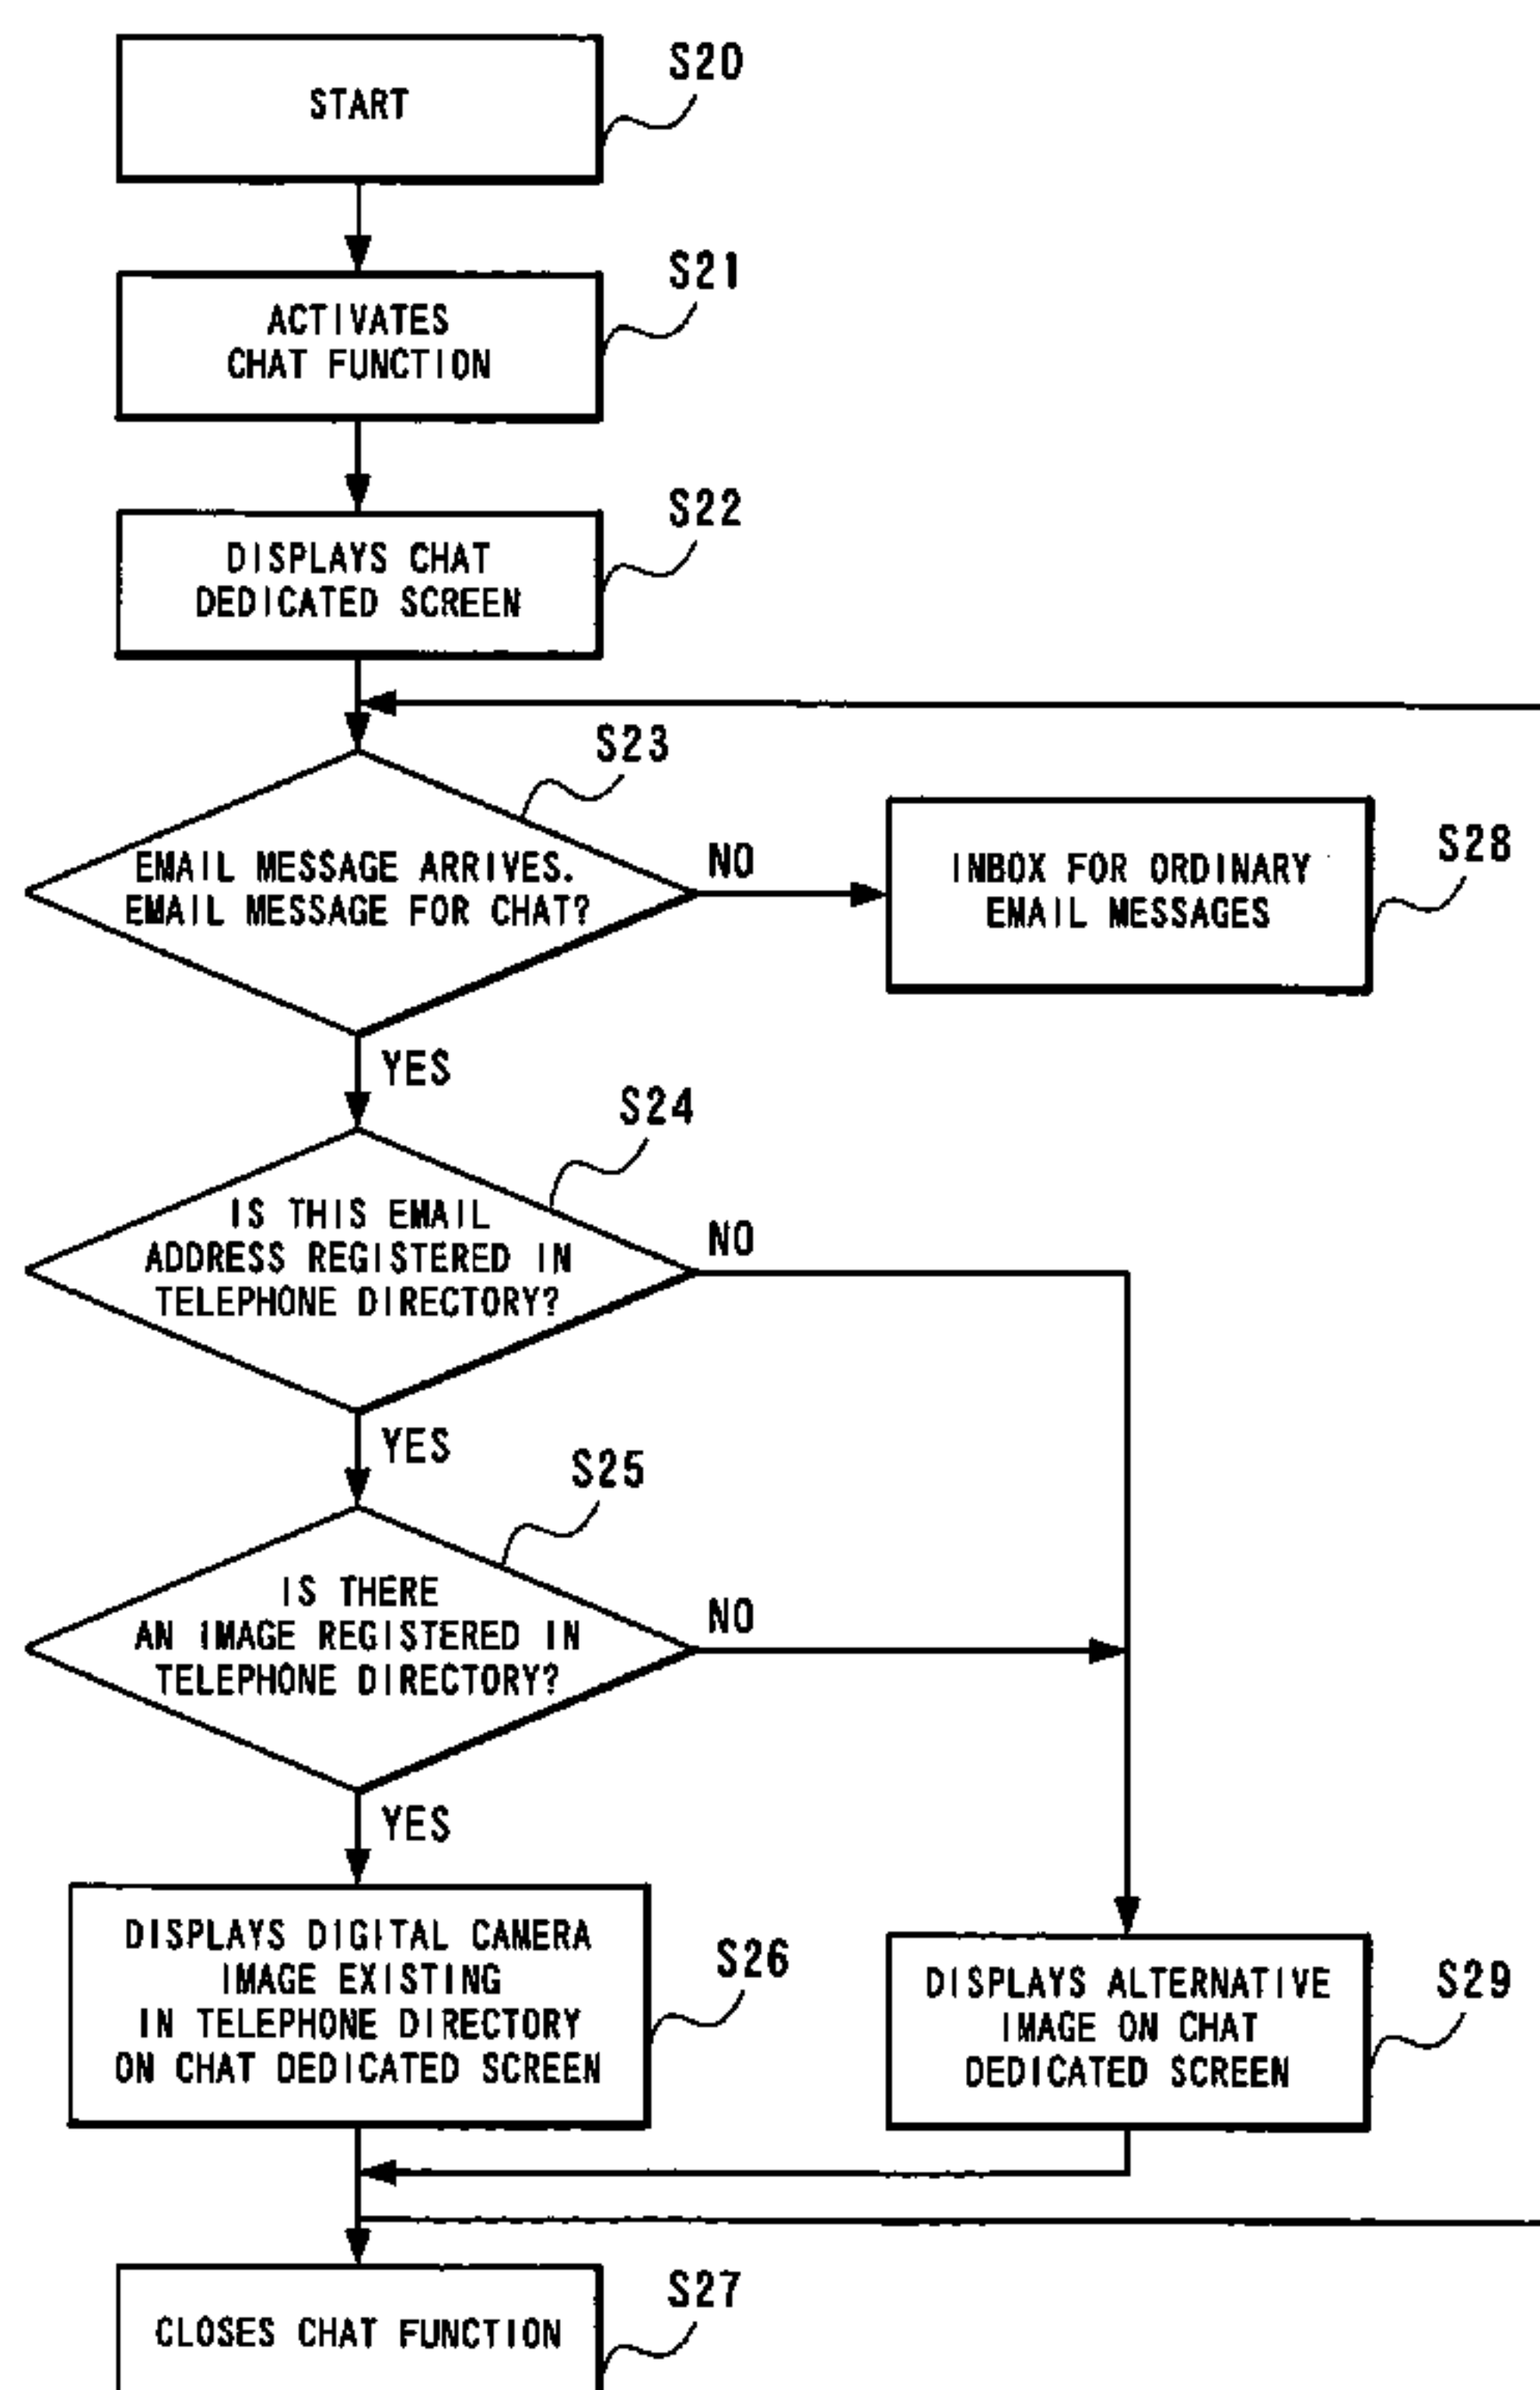 START
S20
ACTIVATES
CHAT FUNCTION
S21
DISPLAYS CHAT
DEDICATED SCREEN
S22
S23
EMAIL MESSAGE ARRIVES.
EMAIL MESSAGE FOR CHAT?
NO
INBOX FOR ORDINARY
EMAIL MESSAGES
S28
YES
S24
IS THIS EMAIL
ADDRESS REGISTERED IN
TELEPHONE DIRECTORY?
NO
YES
S25
IS THERE
AN IMAGE REGISTERED IN
TELEPHONE DIRECTORY?
NO
YES
DISPLAYS DIGITAL CAMERA
IMAGE EXISTING
IN TELEPHONE DIRECTORY
ON CHAT DEDICATED SCREEN
S26
DISPLAYS ALTERNATIVE
IMAGE ON CHAT
DEDICATED SCREEN
S29
CLOSES CHAT FUNCTION
S27